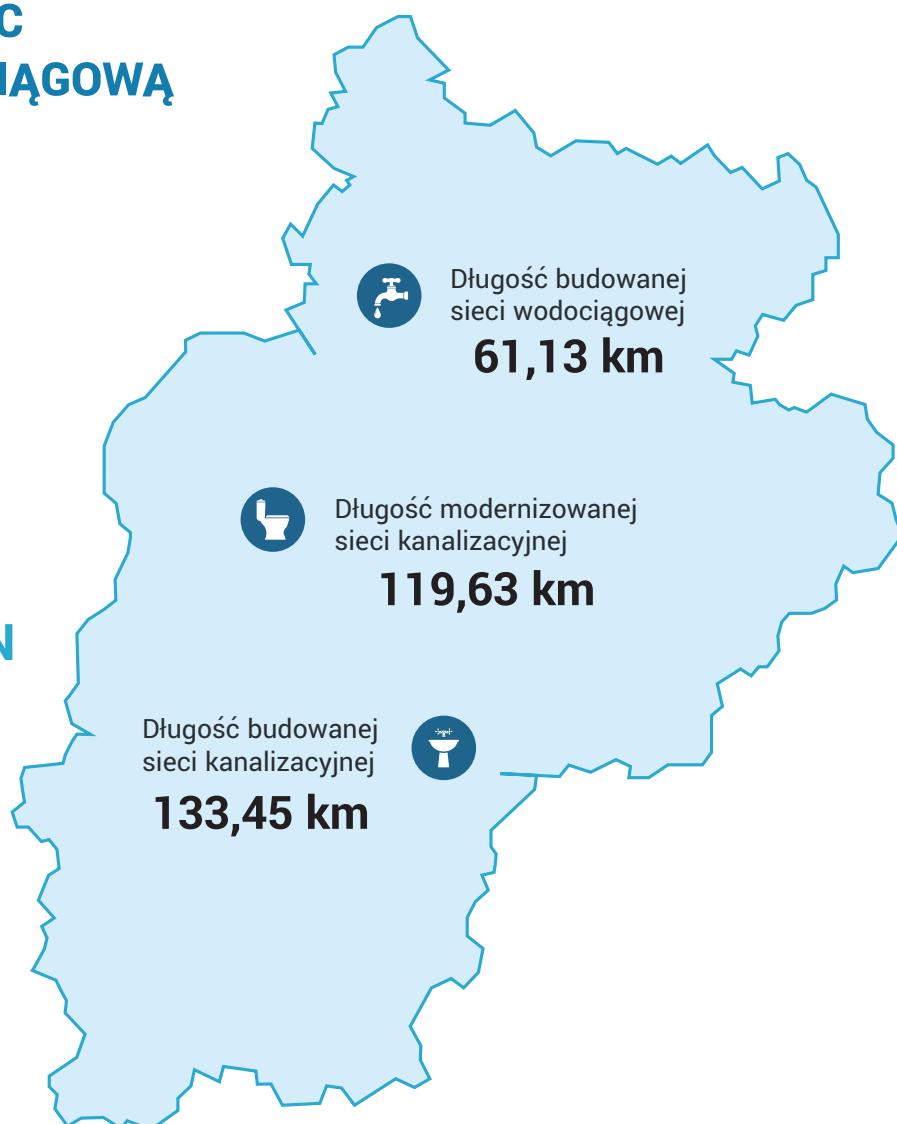 C
IĄGOWĄ
Długość budowanej
sieci wodociągowej
61,13 km
Długość modernizowanej
sieci kanalizacyjnej
119,63 km
N
Długość budowanej
sieci kanalizacyjnej
133,45 km